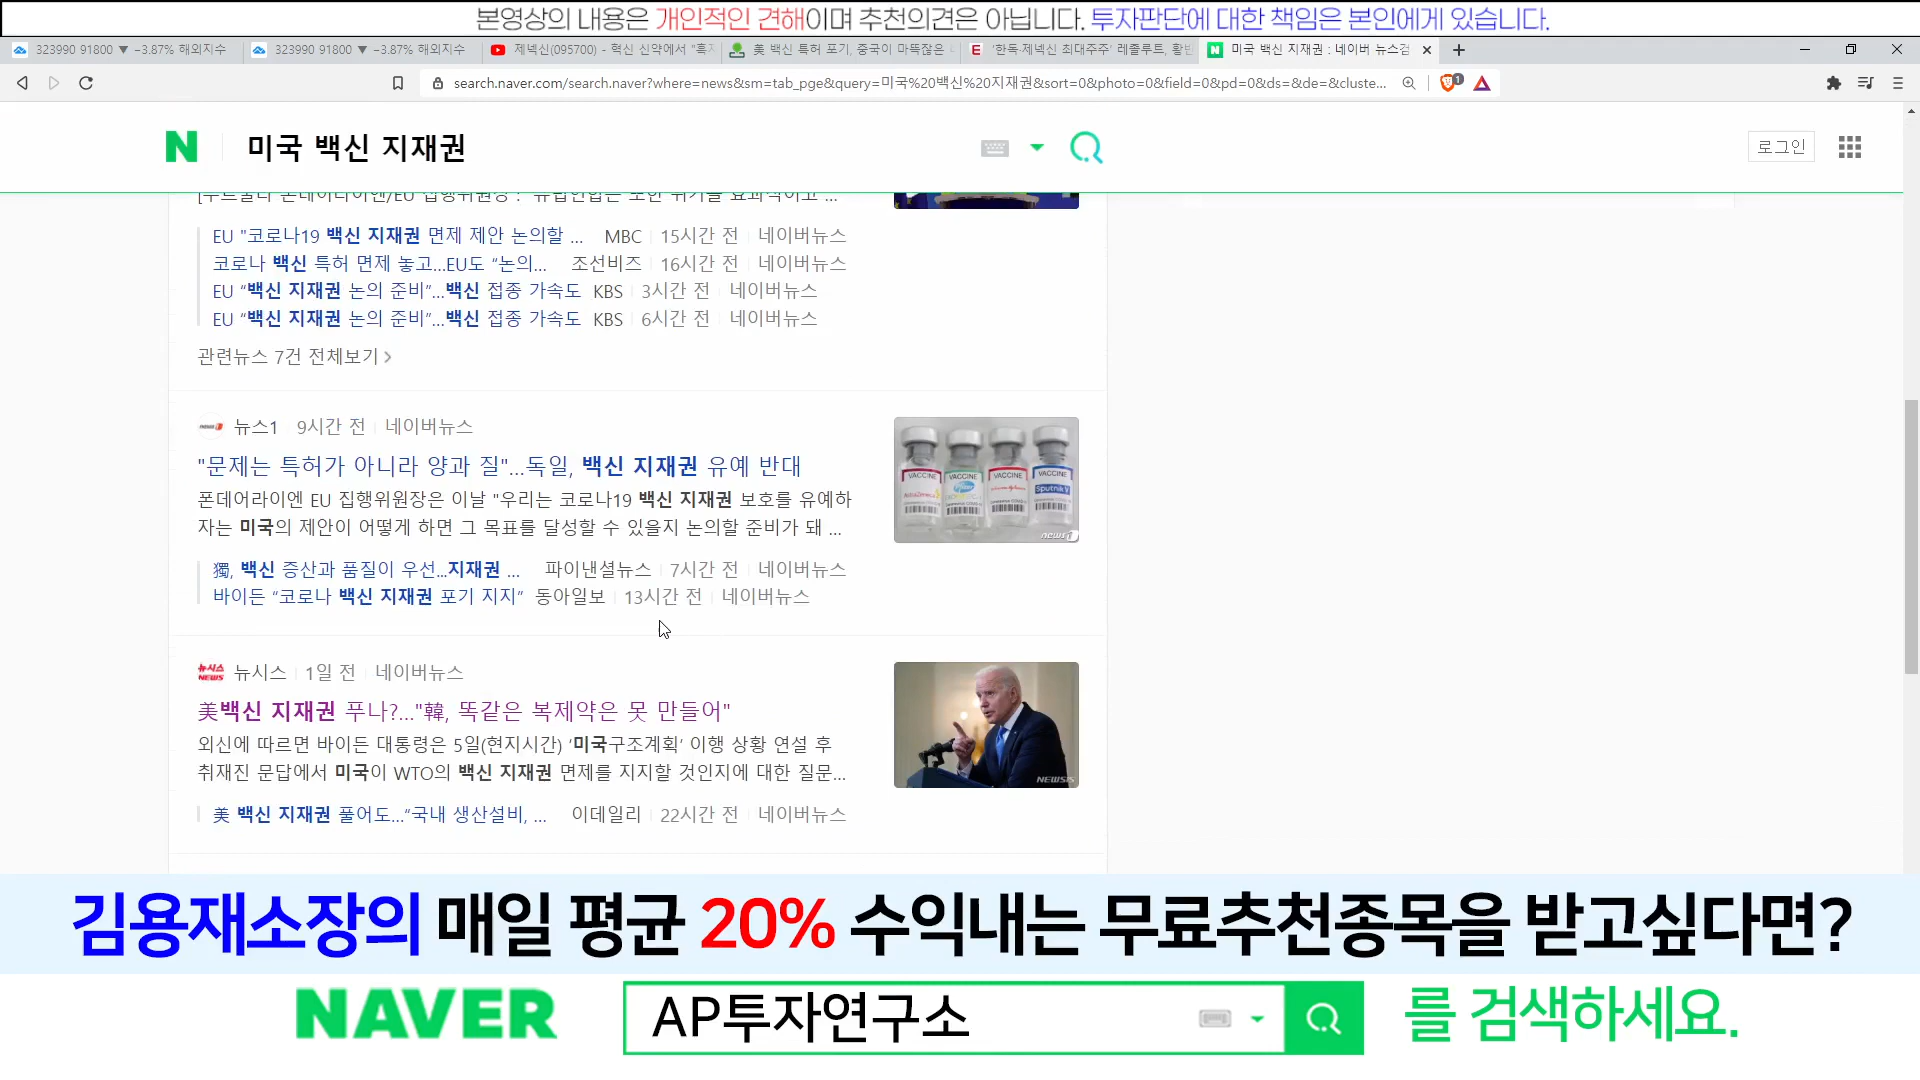 본영상의 내용은 개인적인 견해이며 추천의견은 아닙니다. 투자판단에 대한 책임은 본인에게 있습니다.
323990 91800 ▼ −3.87% 해외지수
323990 91800 ▼ −3.87% 해외지수
제넥신(095700) - 혁신 신약에서 "흑자
美 백신 특허 포기, 중국이 마뜩잖은
'한독·제넥신 최대주주' 레졸루트, 황반
미국 백신 지재권 : 네이버 뉴스검
search.naver.com/search.naver?where=news&sm=tab_pge&query=미국%20백신%20지재권&sort=0&photo=0&field=0&pd=0&ds=&de=&cluste...
미국 백신 지재권
로그인
EU "코로나19 백신 지재권 면제 제안 논의할 ... MBC 15시간 전 네이버뉴스
코로나 백신 특허 면제 놓고...EU도 “논의... 조선비즈 16시간 전 네이버뉴스
EU “백신 지재권 논의 준비”...백신 접종 가속도 KBS 3시간 전 네이버뉴스
EU “백신 지재권 논의 준비”...백신 접종 가속도 KBS 6시간 전 네이버뉴스
관련뉴스 7건 전체보기
뉴스1 9시간 전 네이버뉴스
"문제는 특허가 아니라 양과 질"...독일, 백신 지재권 유예 반대
폰데어라이엔 EU 집행위원장은 이날 "우리는 코로나19 백신 지재권 보호를 유예하
자는 미국의 제안이 어떻게 하면 그 목표를 달성할 수 있을지 논의할 준비가 돼 ...
獨, 백신 증산과 품질이 우선...지재권 ... 파이낸셜뉴스 7시간 전 네이버뉴스
바이든 “코로나 백신 지재권 포기 지지” 동아일보 13시간 전 네이버뉴스
뉴시스 NEWS 뉴시스 1일 전 네이버뉴스
美백신 지재권 푸나?..."韓, 똑같은 복제약은 못 만들어"
외신에 따르면 바이든 대통령은 5일(현지시간) ‘미국구조계획’ 이행 상황 연설 후
취재진 문답에서 미국이 WTO의 백신 지재권 면제를 지지할 것인지에 대한 질문...
美 백신 지재권 풀어도...“국내 생산설비, ... 이데일리 22시간 전 네이버뉴스
VACCINE VACCINE VACCINE VACCINE
Pfizer Sputnik V
news1
NEWSIS
김용재소장의 매일 평균 20% 수익내는 무료추천종목을 받고싶다면?
NAVER AP투자연구소 를 검색하세요.